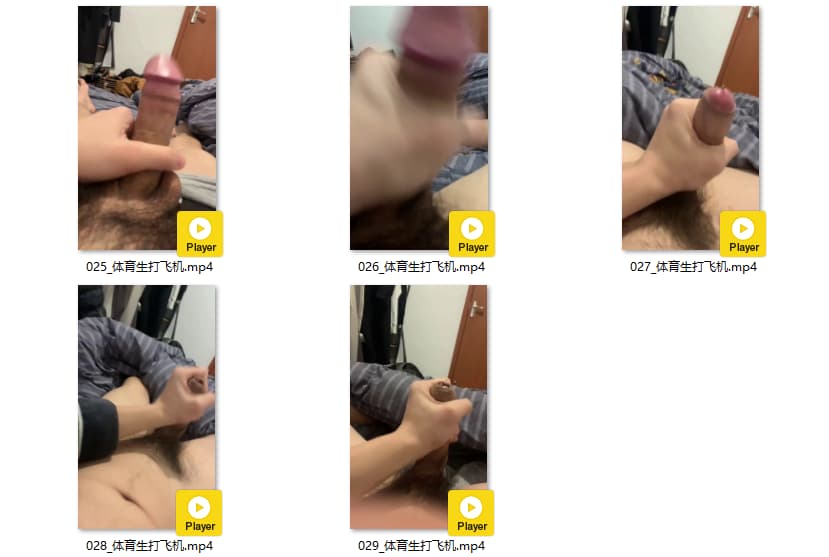 Player
Player
Player
025_体育生打飞机.mp4
026_体育生打飞机.mp4
027_体育生打飞机.mp4
Player
Player
028_体育生打飞机.mp4
029_体育生打飞机.mp4